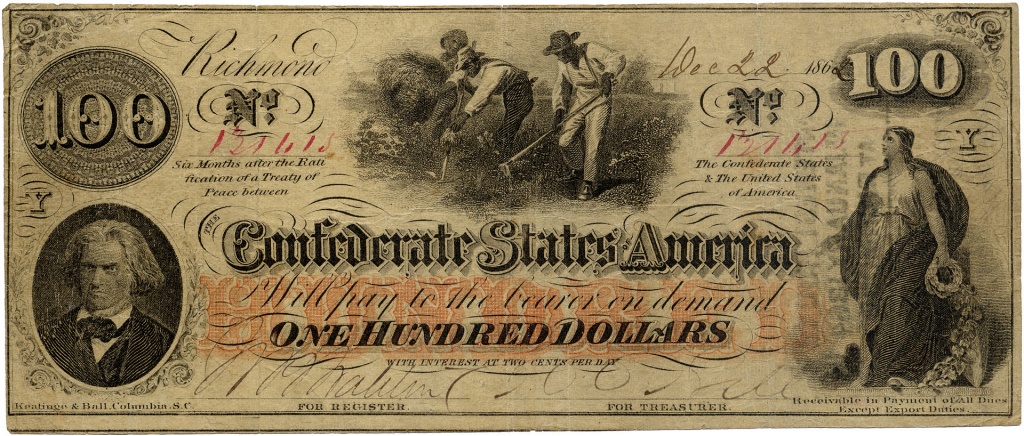 Richmond
Dec 22 1862
100
100
No.
No.
Six Months after the Rati
fication of a Treaty of
Peace between
The Confederate States
& The United States
of America.
Y
Y
THE
Confederate States America
Will pay to the bearer on demand
HUNDRED
ONE HUNDRED DOLLARS
WITH INTEREST AT TWO CENTS PER DAY
Keatinge & Ball, Columbia. S.C.
FOR REGISTER.
FOR TREASURER.
Receivable in Payment of All Dues
Except Export Duties.